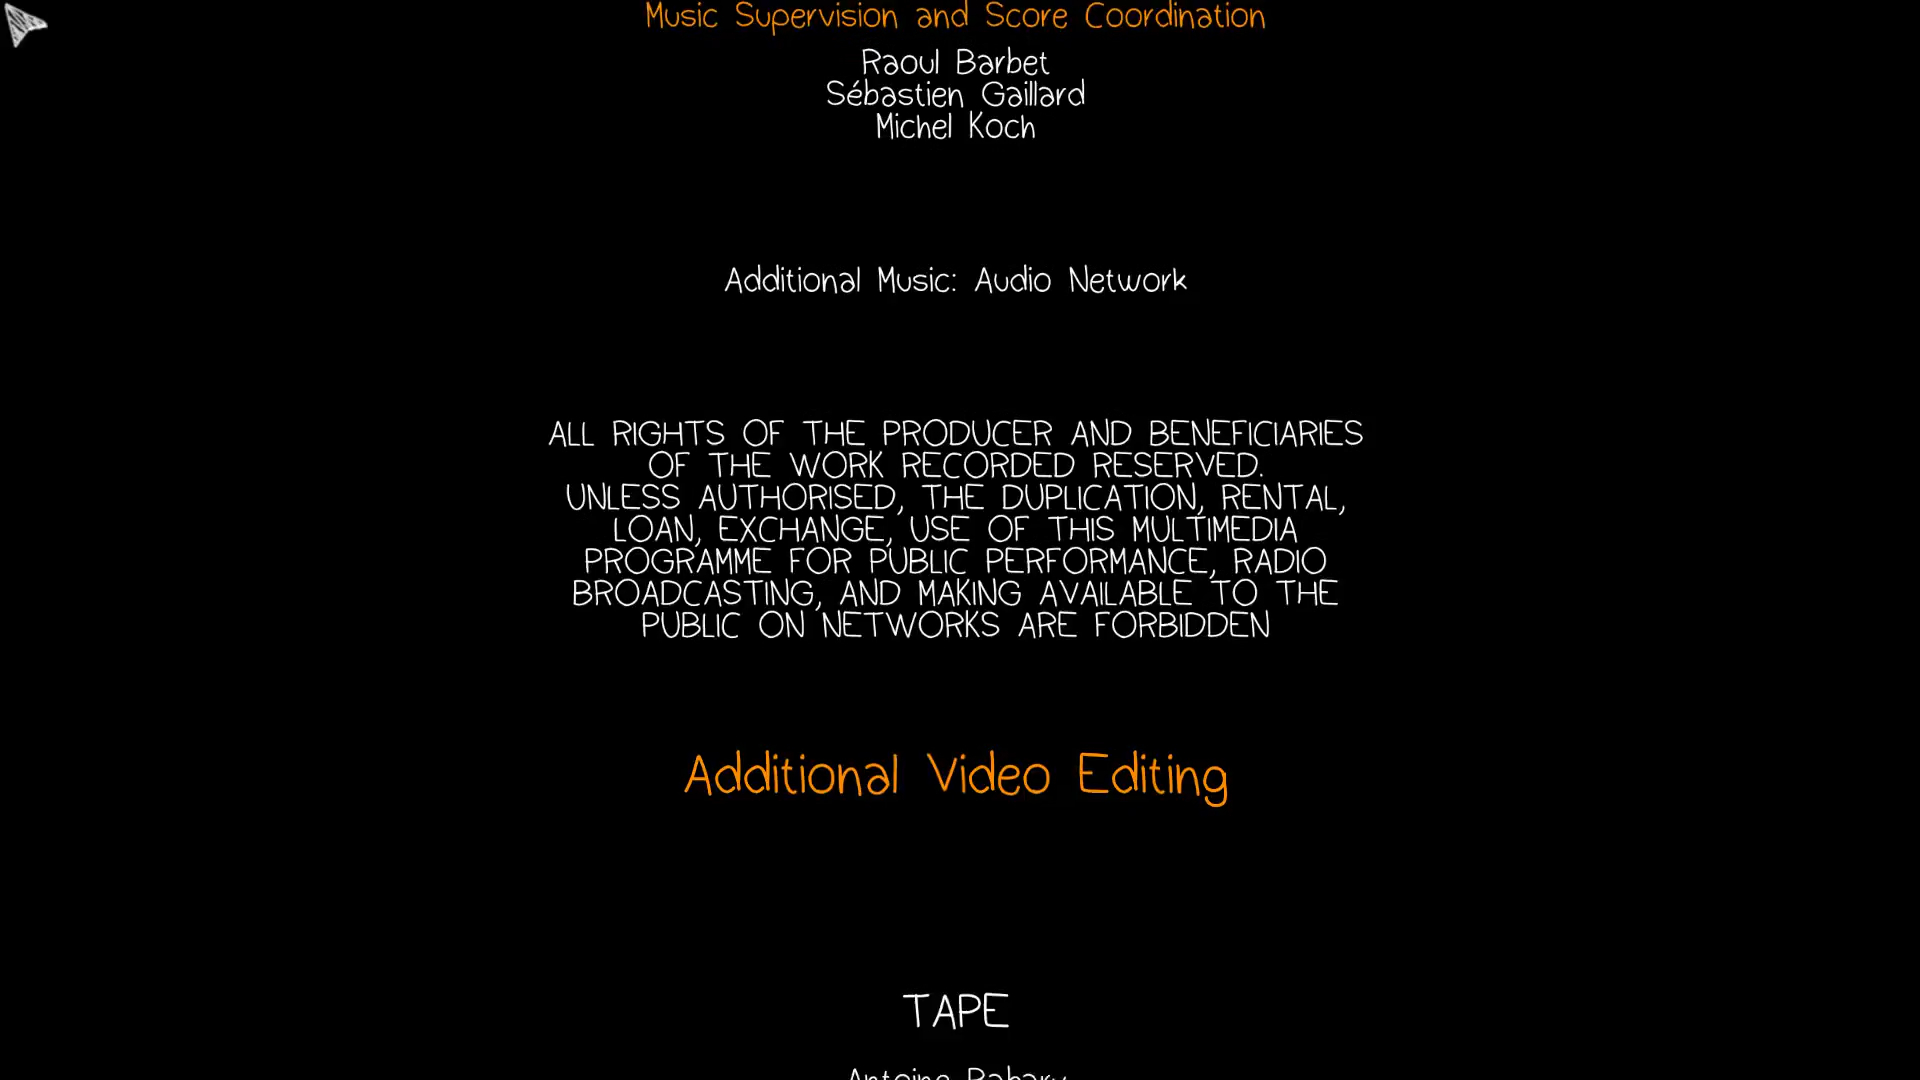 Music Supervision and Score Coordination
Raoul Barbet
Sébastien Gaillard
Michel Koch
Additional Music: Audio Network
ALL RIGHTS OF THE PRODUCER AND BENEFICIARIES
OF THE WORK RECORDED RESERVED.
UNLESS AUTHORISED, THE DUPLICATION, RENTAL,
LOAN, EXCHANGE, USE OF THIS MULTIMEDIA
PROGRAMME FOR PUBLIC PERFORMANCE, RADIO
BROADCASTING, AND MAKING AVAILABLE TO THE
PUBLIC ON NETWORKS ARE FORBIDDEN
Additional Video Editing
TAPE
Antoine